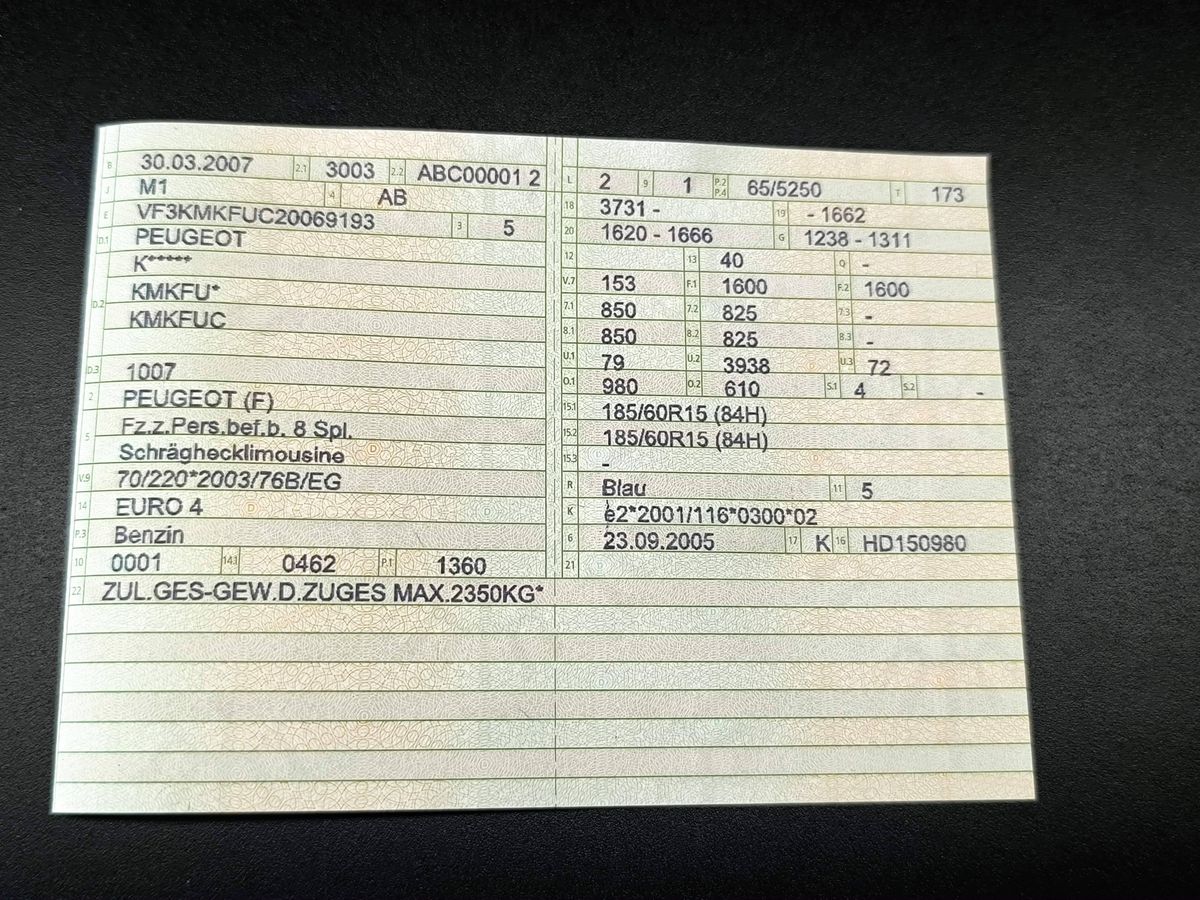 B 30.03.2007 2.1 3003 2.2 ABC00001 2
J M1 4 AB
E VF3KMKFUC20069193 3 5
D.1 PEUGEOT
K*****
D.2 KMKFU*
KMKFUC
D.3 1007
2 PEUGEOT (F)
5 Fz.z.Pers.bef.b. 8 Spl.
Schräghecklimousine
V.9 70/220*2003/76B/EG
14 EURO 4
P.3 Benzin
10 0001 14.1 0462 P.1 1360
22 ZUL.GES-GEW.D.ZUGES MAX.2350KG*
L 2 9 1 P.2 P.4 65/5250 T 173
18 3731 - 19 - 1662
20 1620 - 1666 G 1238 - 1311
12 13 40 Q -
V.7 153 F.1 1600 F.2 1600
7.1 850 7.2 825 7.3 -
8.1 850 8.2 825 8.3 -
U.1 79 U.2 3938 U.3 72
O.1 980 O.2 610 S.1 4 S.2 -
15.1 185/60R15 (84H)
15.2 185/60R15 (84H)
15.3 -
R Blau 11 5
K e2*2001/116*0300*02
6 23.09.2005 17 K 16 HD150980
21